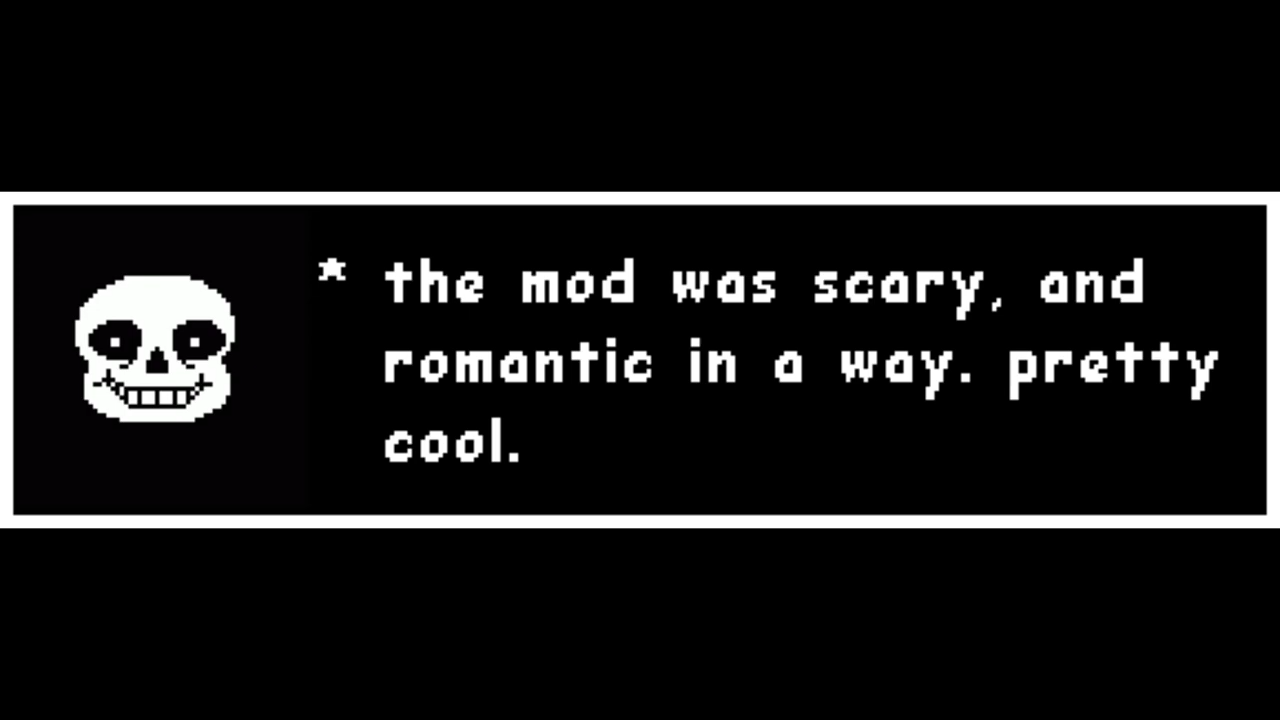 * the mod was scary, and
romantic in a way. pretty
cool.